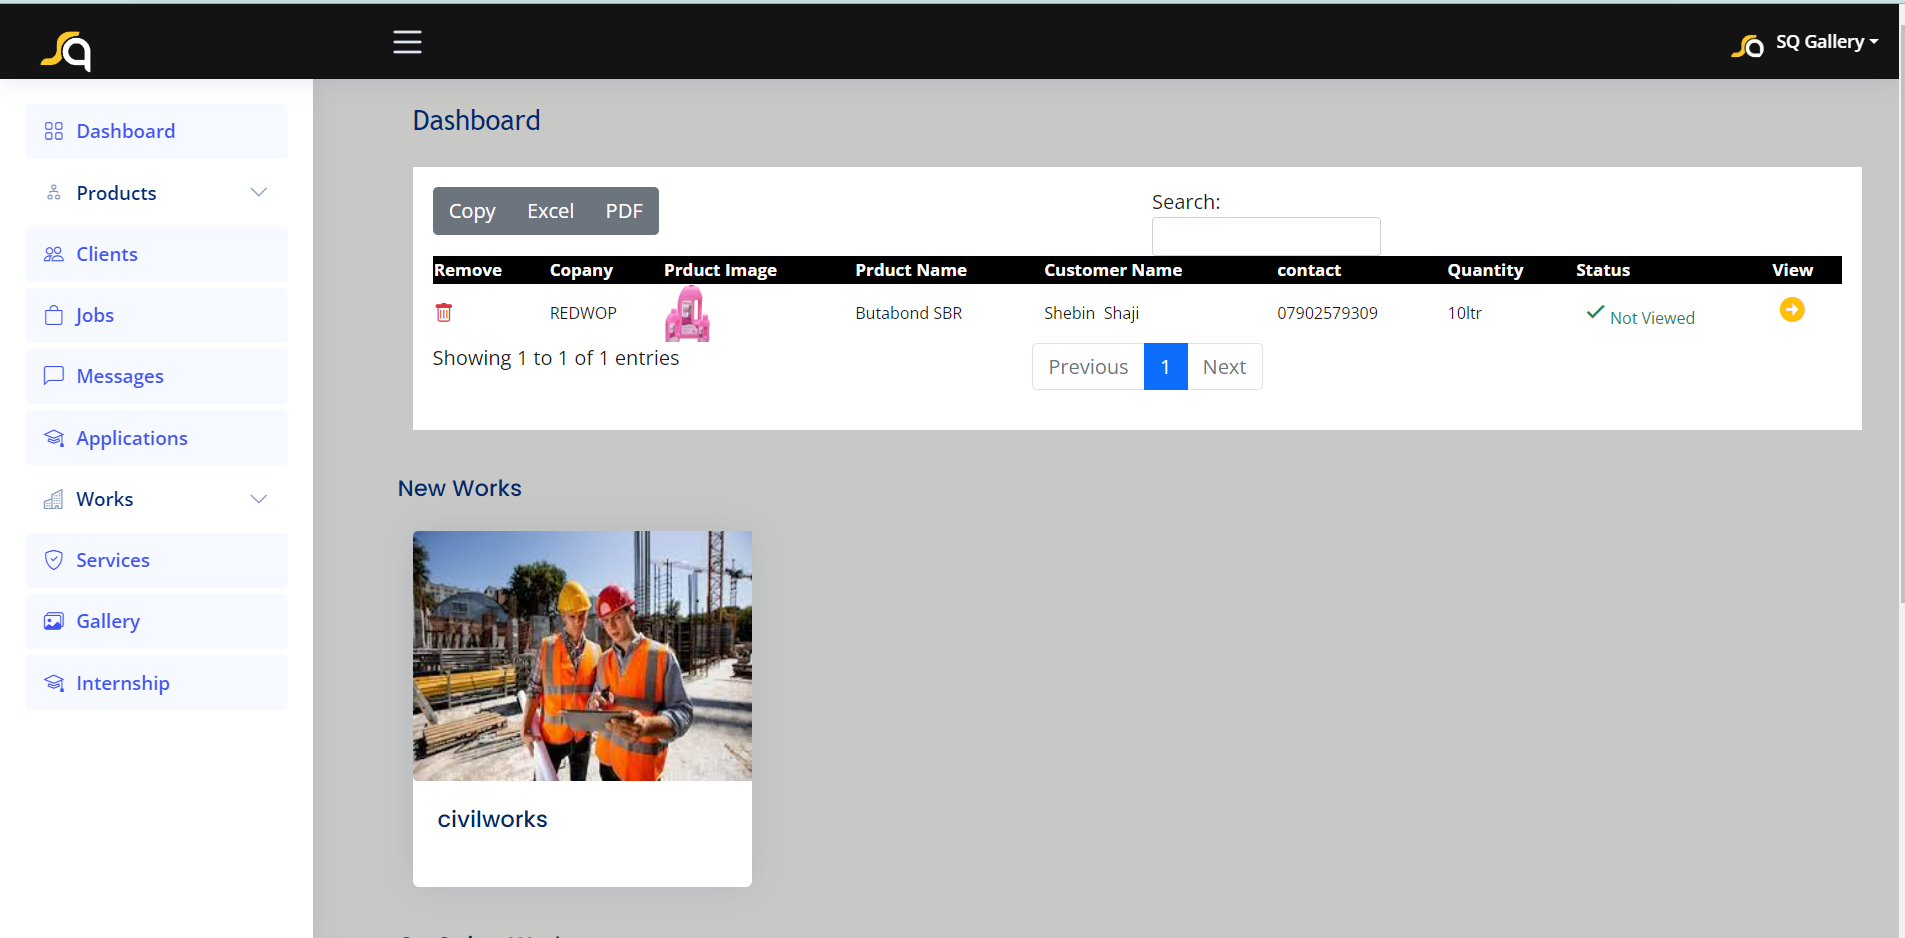 SQ Gallery
Dashboard
Products
Clients
Jobs
Messages
Applications
Works
Services
Gallery
Internship
Dashboard
Copy Excel PDF
Search:
Remove Copany Prduct Image Prduct Name Customer Name contact Quantity Status View
REDWOP Butabond SBR Shebin Shaji 07902579309 10ltr Not Viewed
Showing 1 to 1 of 1 entries
Previous 1 Next
New Works
civilworks